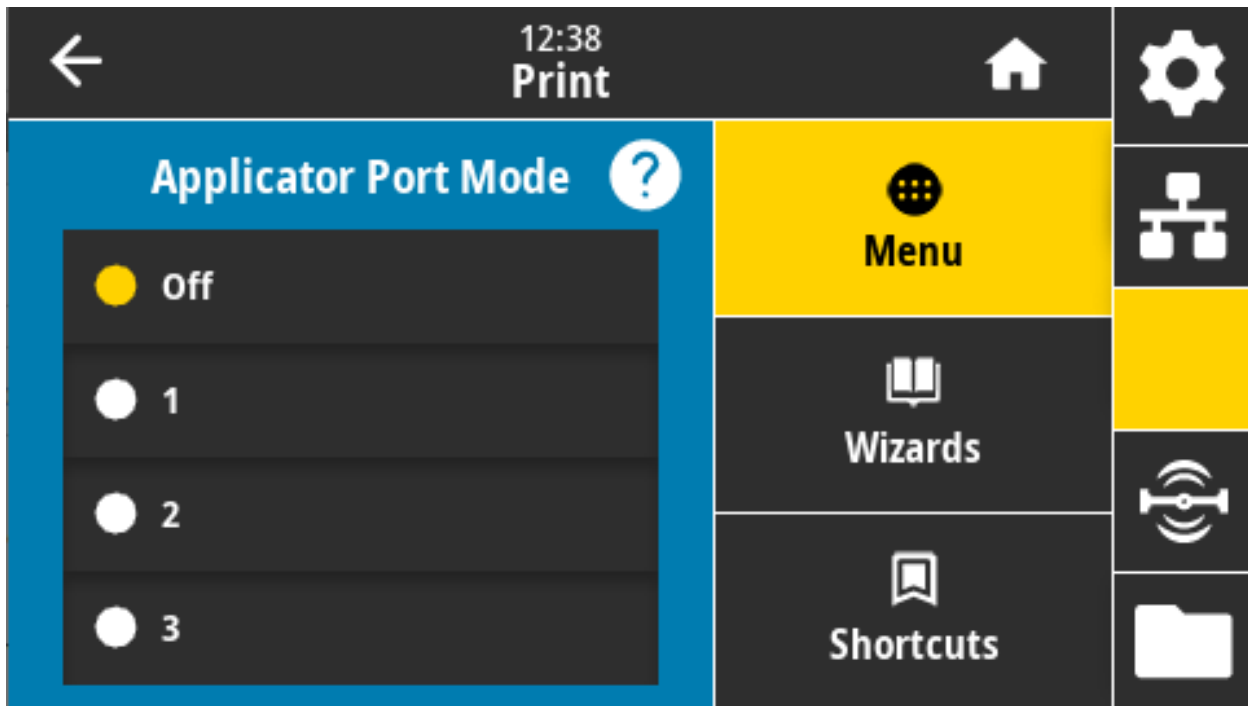 12:38
Print
Applicator Port Mode ?
Off
1
2
3
Menu
Wizards
Shortcuts